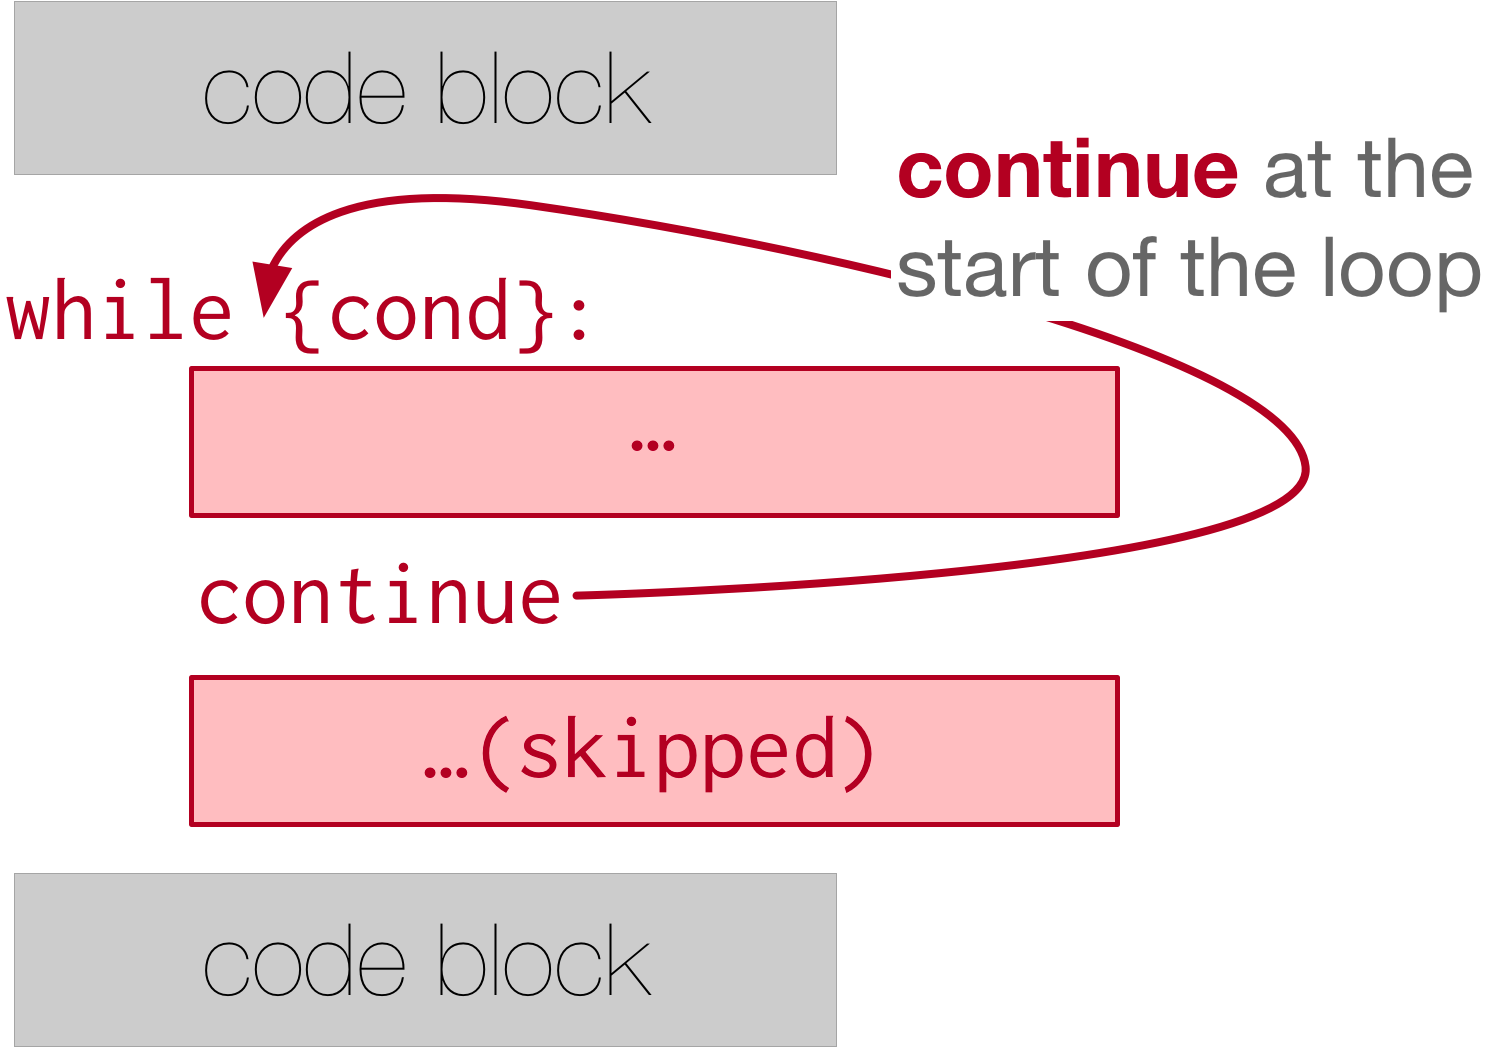 code block
continue at the
start of the loop
while {cond}:
…
continue
…(skipped)
code block